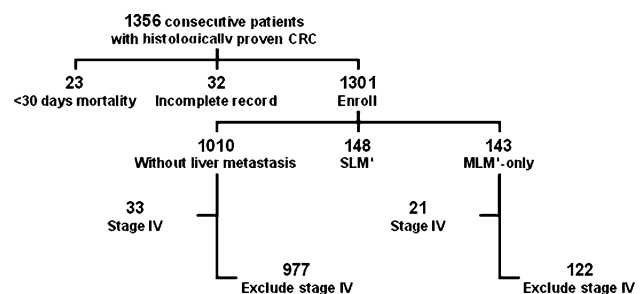 1356 consecutive patients
with histologically proven CRC
23
<30 days mortality
32
Incomplete record
1301
Enroll
1010
Without liver metastasis
148
SLM'
143
MLM'-only
33
Stage IV
21
Stage IV
977
Exclude stage IV
122
Exclude stage IV